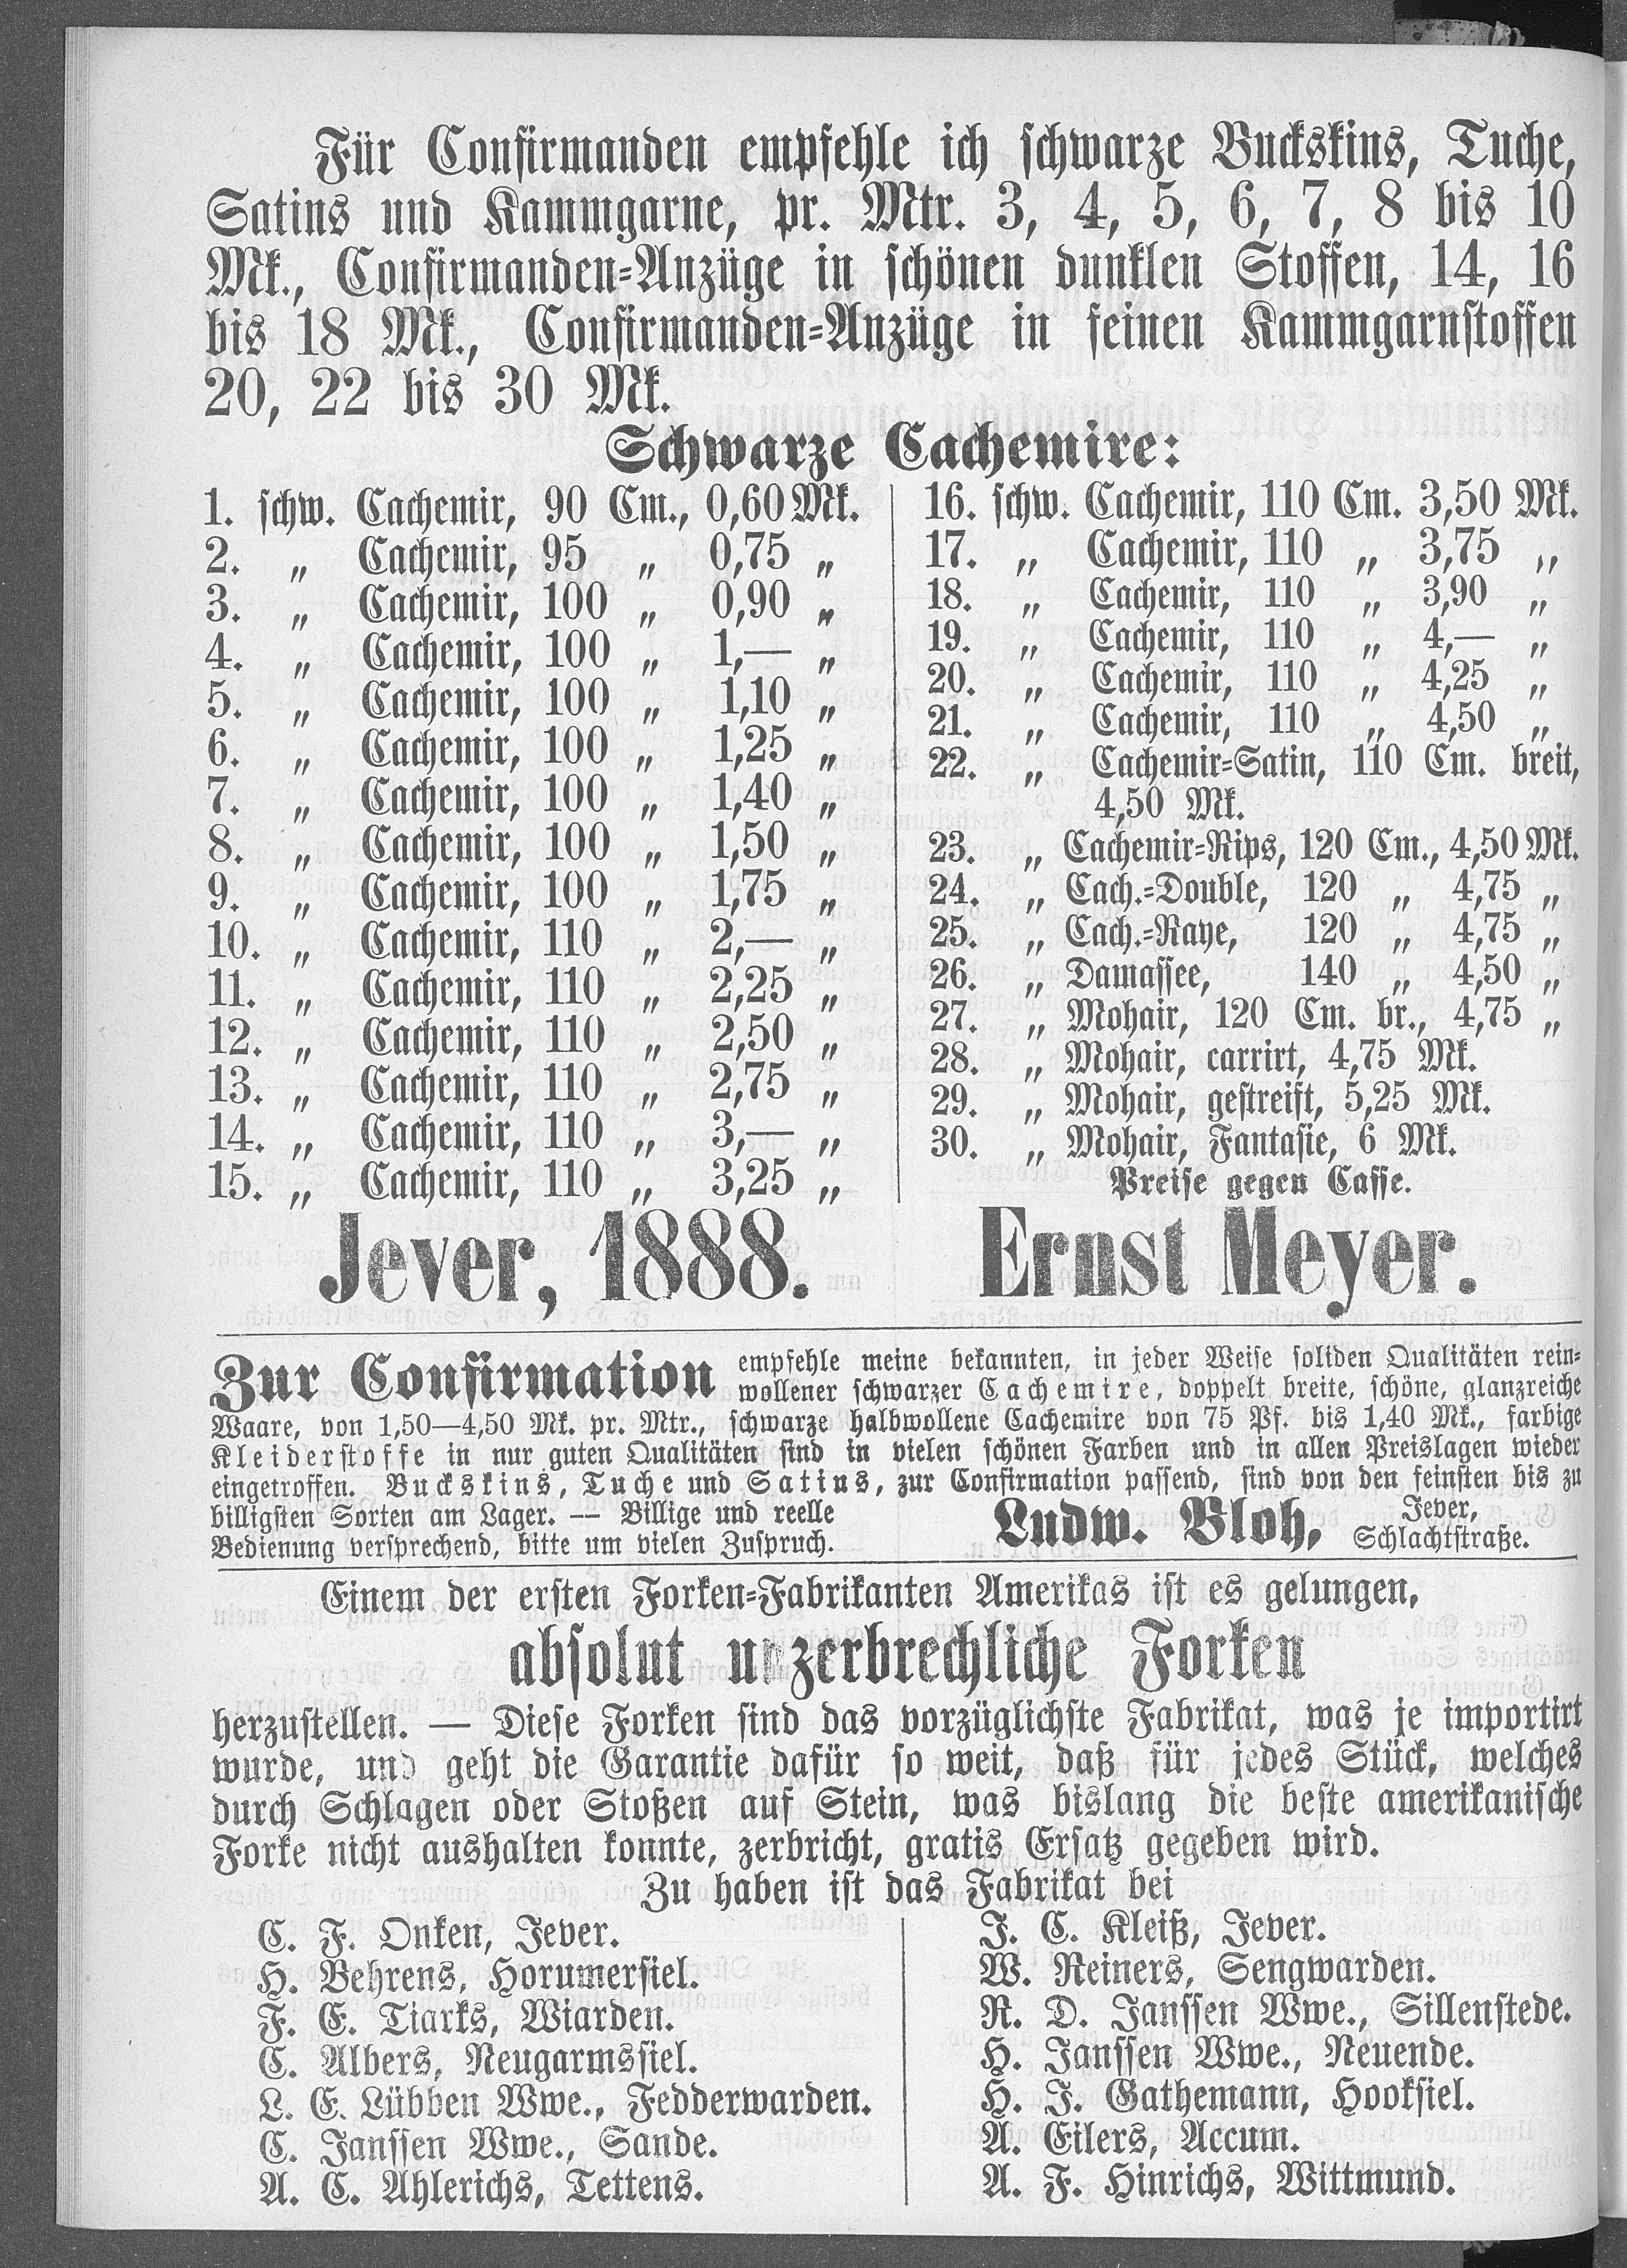 Für Confirmanden empfehle ich schwarze Buckskins, Tuche,
Satins und Kammgarne, pr. Mtr. 3, 4, 5, 6, 7, 8 bis 10
Mk., Confirmanden=Anzüge in schönen dunklen Stoffen, 14, 16
bis 18 Mk., Confirmanden=Anzüge in feinen Kammgarnstoffen
20, 22 bis 30 Mk.
Schwarze Cachemire:
1. schw. Cachemir, 90 Cm., 0,60 Mk.
2. „ Cachemir, 95 „ 0,75 „
3. „ Cachemir, 100 „ 0,90 „
4. „ Cachemir, 100 „ 1,— „
5. „ Cachemir, 100 „ 1,10 „
6. „ Cachemir, 100 „ 1,25 „
7. „ Cachemir, 100 „ 1,40 „
8. „ Cachemir, 100 „ 1,50 „
9. „ Cachemir, 100 „ 1,75 „
10. „ Cachemir, 110 „ 2,— „
11. „ Cachemir, 110 „ 2,25 „
12. „ Cachemir, 110 „ 2,50 „
13. „ Cachemir, 110 „ 2,75 „
14. „ Cachemir, 110 „ 3,— „
15. „ Cachemir, 110 „ 3,25 „
16. schw. Cachemir, 110 Cm. 3,50 Mk.
17. „ Cachemir, 110 „ 3,75 „
18. „ Cachemir, 110 „ 3,90 „
19. „ Cachemir, 110 „ 4,— „
20. „ Cachemir, 110 „ 4,25 „
21. „ Cachemir, 110 „ 4,50 „
22. „ Cachemir=Satin, 110 Cm. breit,
4,50 Mk.
23. „ Cachemir=Rips, 120 Cm., 4,50 Mk.
24. „ Cach.=Double, 120 „ 4,75 „
25. „ Cach.=Raye, 120 „ 4,75 „
26. „ Damassee, 140 „ 4,50 „
27. „ Mohair, 120 Cm. br., 4,75 „
28. „ Mohair, carrirt, 4,75 Mk.
29. „ Mohair, gestreift, 5,25 Mk.
30. „ Mohair, Fantasie, 6 Mk.
Preise gegen Casse.
Jever, 1888. Ernst Meyer.
Zur Confirmation empfehle meine bekannten, in jeder Weise soliden Qualitäten rein=
wollener schwarzer Cachemire, doppelt breite, schöne, glanzreiche
Waare, von 1,50—4,50 Mk. pr. Mtr., schwarze halbwollene Cachemire von 75 Pf. bis 1,40 Mk., farbige
Kleiderstoffe in nur guten Qualitäten sind in vielen schönen Farben und in allen Preislagen wieder
eingetroffen. Buckskins, Tuche und Satins, zur Confirmation passend, sind von den feinsten bis zu
billigsten Sorten am Lager. — Billige und reelle
Bedienung versprechend, bitte um vielen Zuspruch.
Ludw. Bloh, Jever,
Schlachtstraße.
Einem der ersten Forken=Fabrikanten Amerikas ist es gelungen,
absolut unzerbrechliche Forken
herzustellen. — Diese Forken sind das vorzüglichste Fabrikat, was je importirt
wurde, und geht die Garantie dafür so weit, daß für jedes Stück, welches
durch Schlagen oder Stoßen auf Stein, was bislang die beste amerikanische
Forke nicht aushalten konnte, zerbricht, gratis Ersatz gegeben wird.
Zu haben ist das Fabrikat bei
C. F. Onken, Jever.
H. Behrens, Horumersiel.
F. E. Tiarks, Wiarden.
C. Albers, Neugarmssiel.
L. E. Lübben Wwe., Fedderwarden.
C. Janssen Wwe., Sande.
A. C. Ahlerichs, Tettens.
J. C. Kleiß, Jever.
W. Reiners, Sengwarden.
R. D. Janssen Wwe., Sillenstede.
H. Janssen Wwe., Neuende.
H. J. Gathemann, Hooksiel.
A. Eilers, Accum.
A. F. Hinrichs, Wittmund.